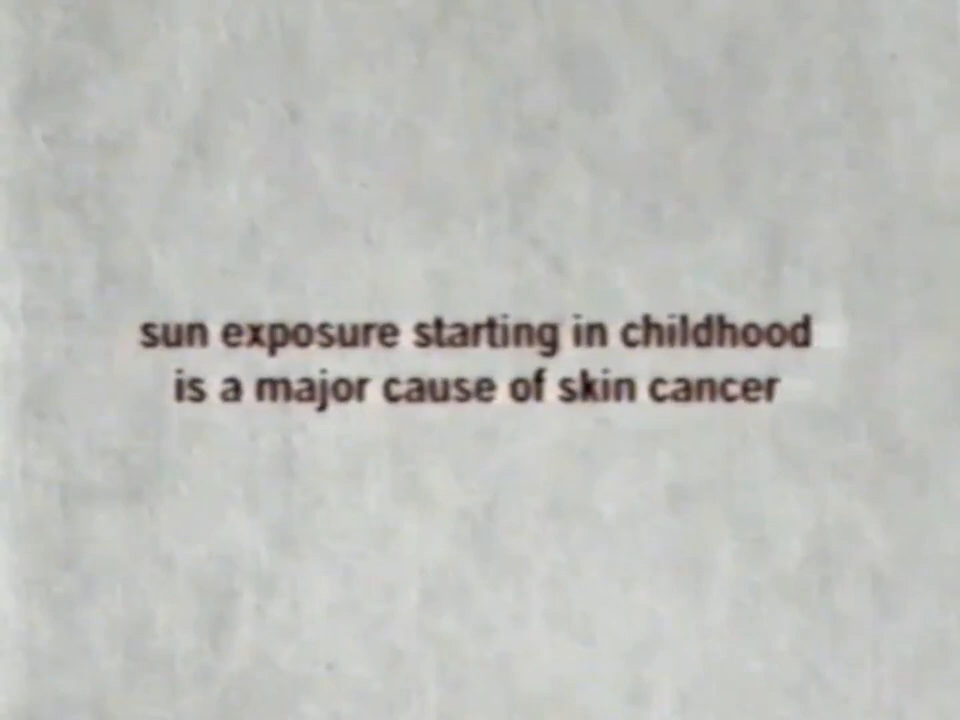 sun exposure starting in childhood
is a major cause of skin cancer